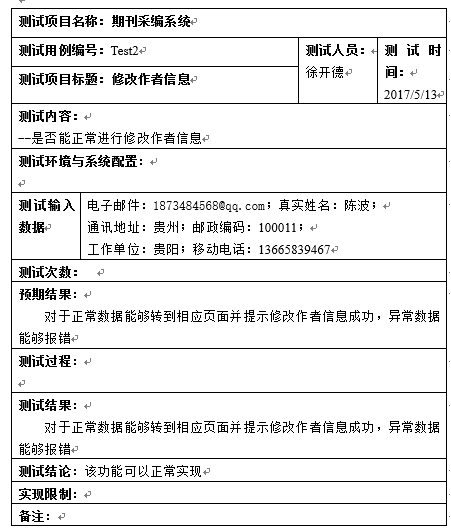 测试项目名称：期刊采编系统
测试用例编号：Test2
测试人员：
徐开德
测试时
间：
2017/5/13
测试项目标题：修改作者信息
测试内容：
--是否能正常进行修改作者信息
测试环境与系统配置：
测试输入
数据
电子邮件：1873484568@qq.com；真实姓名：陈波；
通讯地址：贵州；邮政编码：100011；
工作单位：贵阳；移动电话：13665839467
测试次数：
预期结果：
对于正常数据能够转到相应页面并提示修改作者信息成功，异常数据
能够报错
测试过程：
测试结果：
对于正常数据能够转到相应页面并提示修改作者信息成功，异常数据
能够报错
测试结论：该功能可以正常实现
实现限制：
备注：